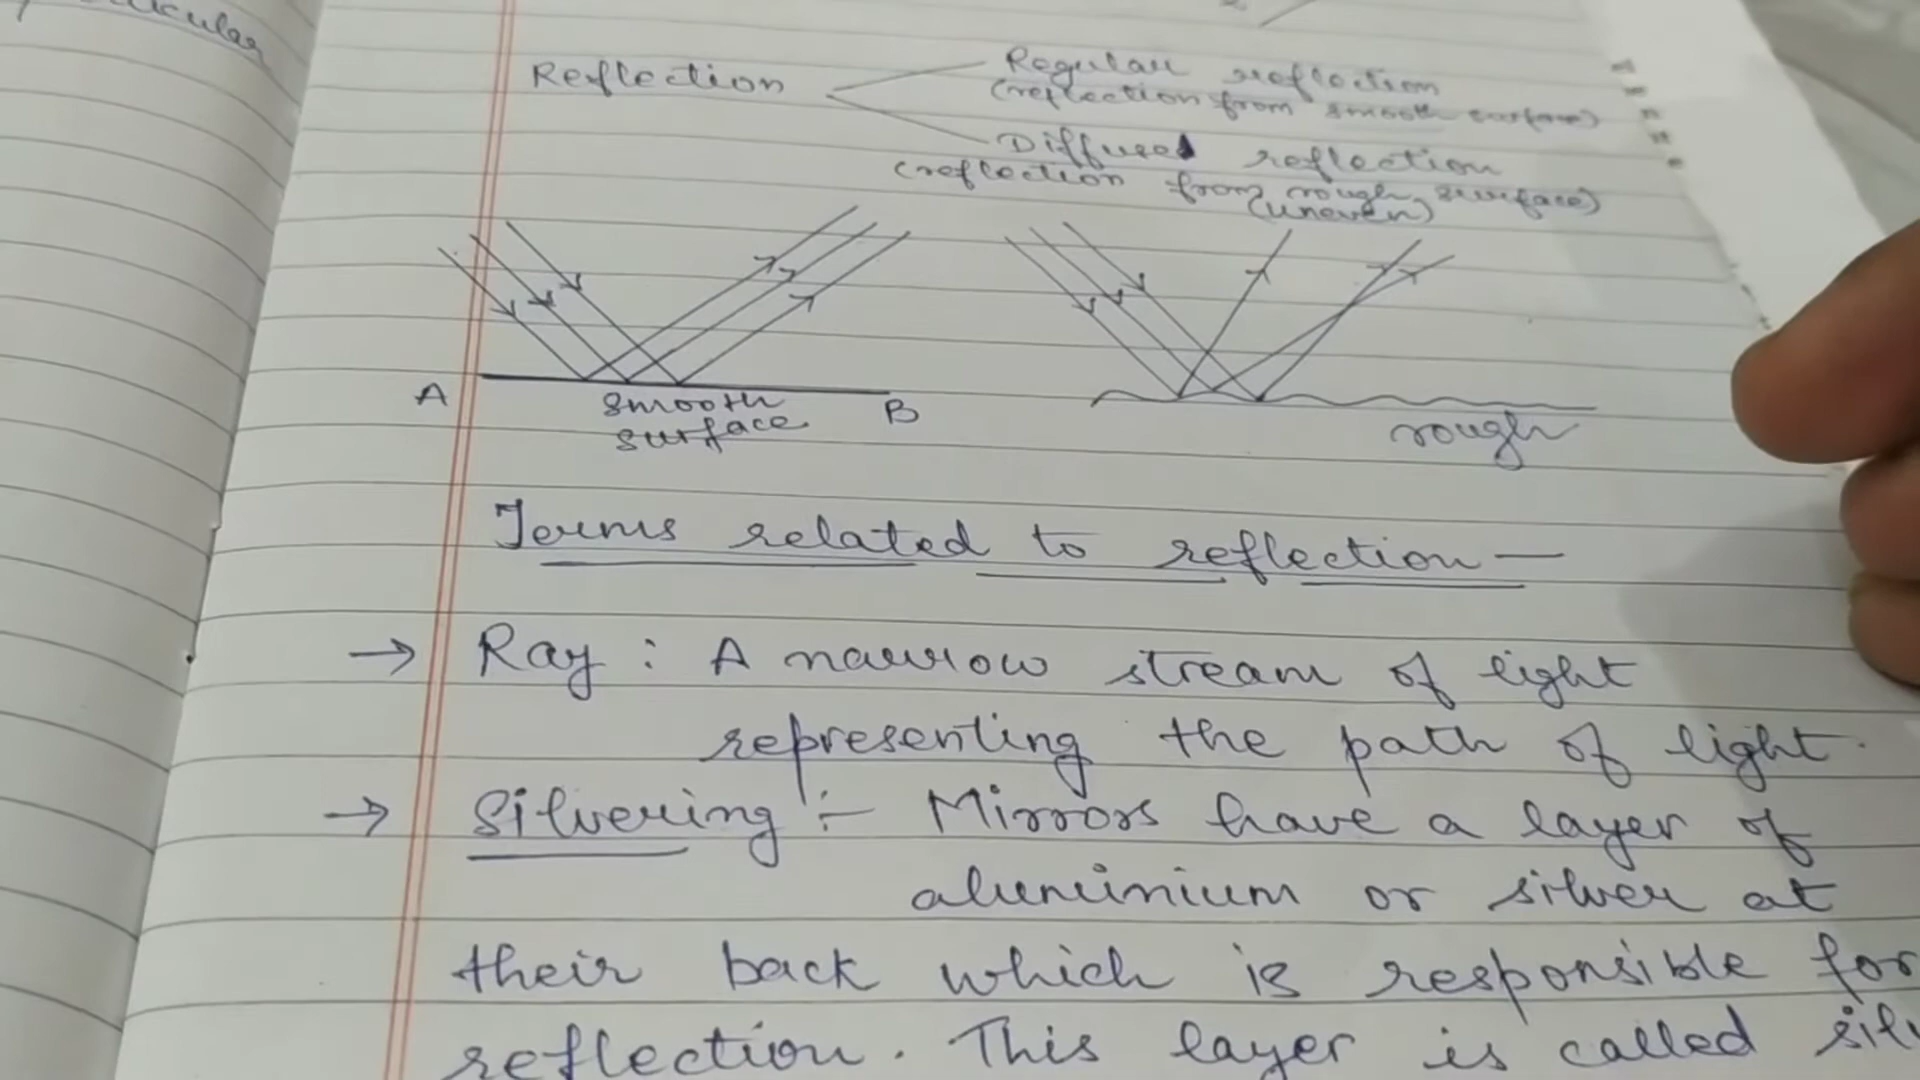 Reflection
Regular reflection
(reflection from smooth surface)
Diffused reflection
(reflection from rough surface)
(uneven)
A
smooth
surface
B
rough
Terms related to reflection —
→ Ray : A narrow stream of light
representing the path of light.
→ Silvering :- Mirrors have a layer of
aluminium or silver at
their back which is responsible for
reflection. This layer is called